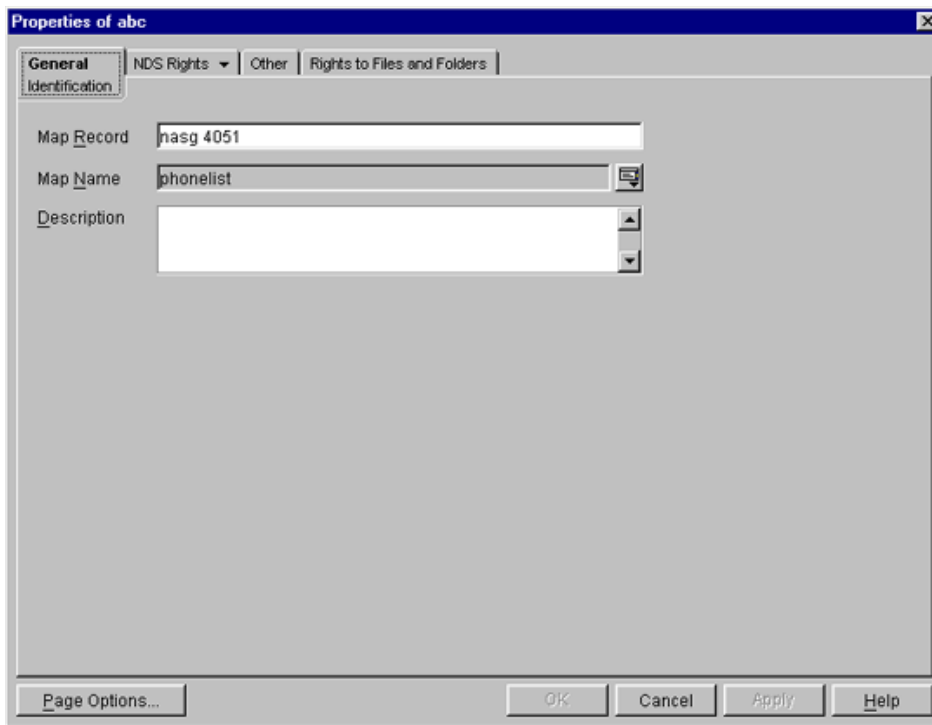 Properties of abc
General
NDS Rights
Other
Rights to Files and Folders
Identification
Map Record
nasg 4051
Map Name
phonelist
Description
Page Options...
OK
Cancel
Apply
Help